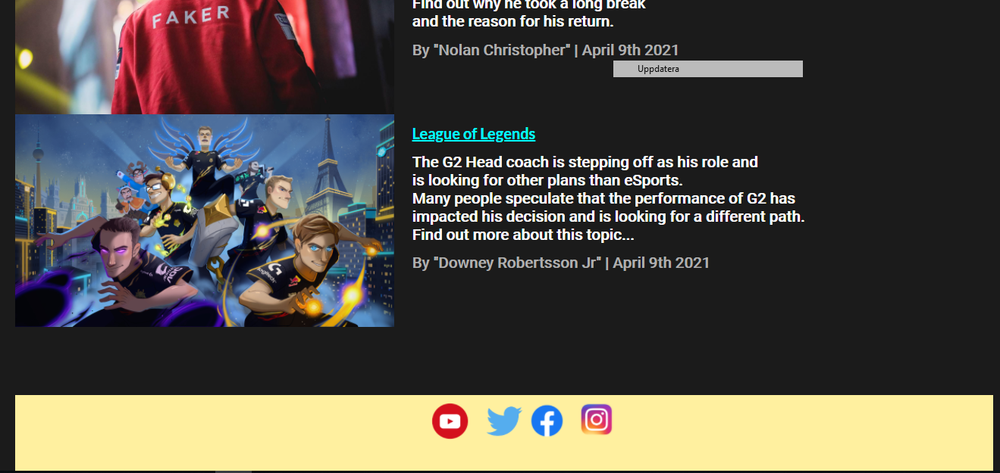 FAKER
Find out why he took a long break
and the reason for his return.
By "Nolan Christopher" | April 9th 2021
Uppdatera
League of Legends
The G2 Head coach is stepping off as his role and
is looking for other plans than eSports.
Many people speculate that the performance of G2 has
impacted his decision and is looking for a different path.
Find out more about this topic...
By "Downey Robertsson Jr" | April 9th 2021
logitech